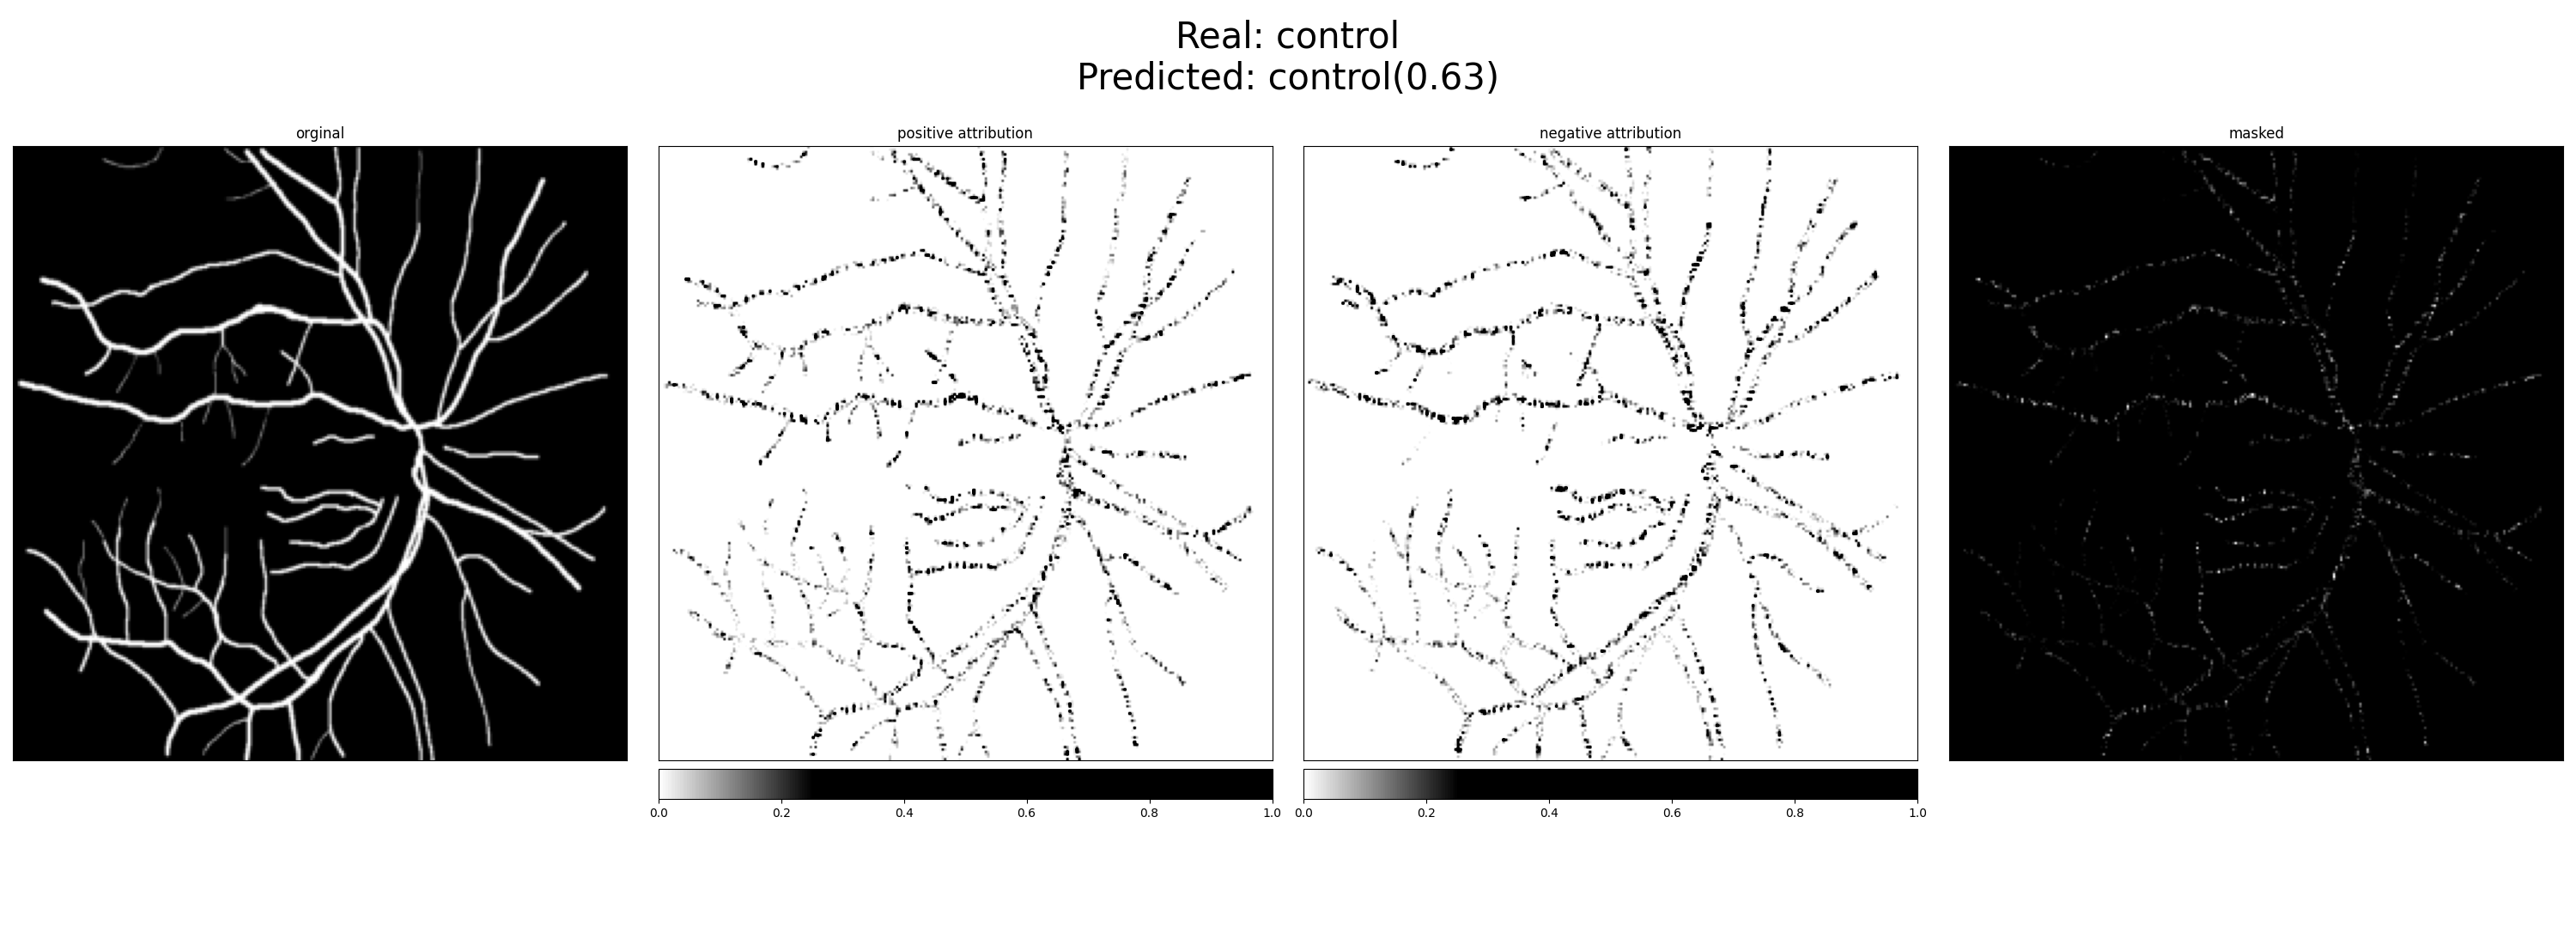 Real: control
Predicted: control(0.63)
orginal
positive attribution
negative attribution
masked
0.0 0.2 0.4 0.6 0.8 1.0
0.0 0.2 0.4 0.6 0.8 1.0